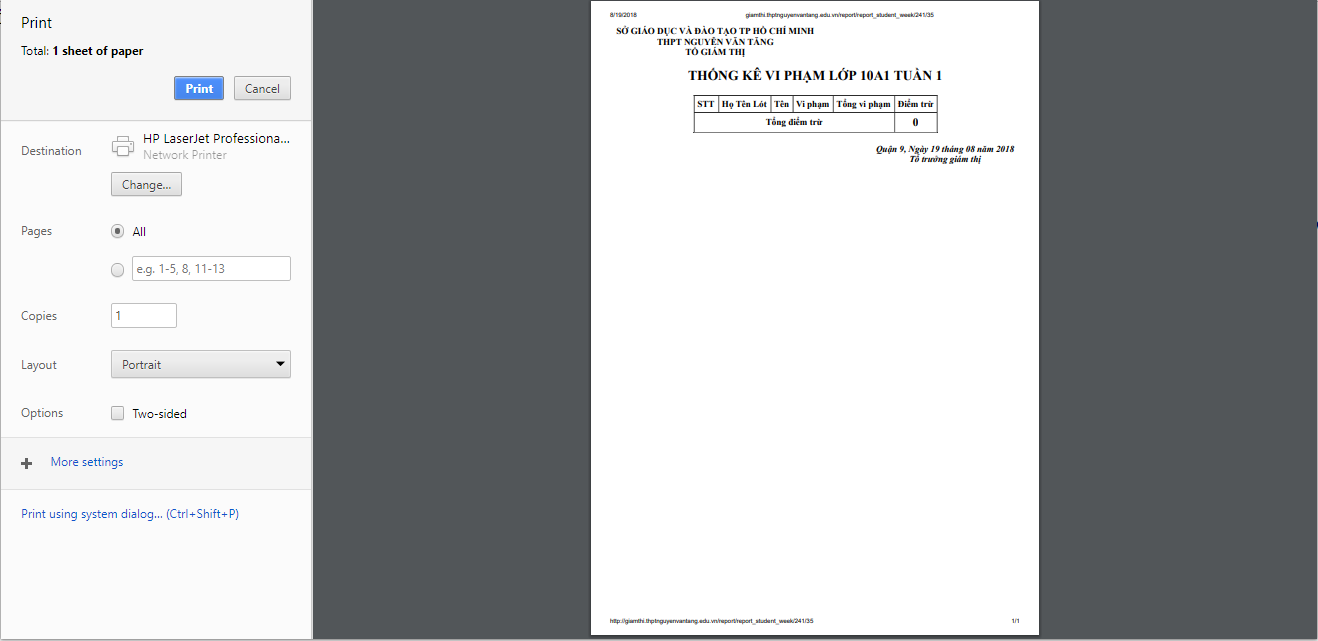 Print
Total: 1 sheet of paper
Print Cancel
Destination
HP LaserJet Professiona...
Network Printer
Change...
Pages
All
e.g. 1-5, 8, 11-13
Copies
1
Layout
Portrait
Options
Two-sided
More settings
Print using system dialog... (Ctrl+Shift+P)
8/19/2018 giamthi.thptnguyenvantang.edu.vn/report/report_student_week/241/35
SỞ GIÁO DỤC VÀ ĐÀO TẠO TP HỒ CHÍ MINH
THPT NGUYỄN VĂN TĂNG
TỔ GIÁM THỊ
THỐNG KÊ VI PHẠM LỚP 10A1 TUẦN 1
STT Họ Tên Lót Tên Vi phạm Tổng vi phạm Điểm trừ
Tổng điểm trừ 0
Quận 9, Ngày 19 tháng 08 năm 2018
Tổ trưởng giám thị
http://giamthi.thptnguyenvantang.edu.vn/report/report_student_week/241/35 1/1